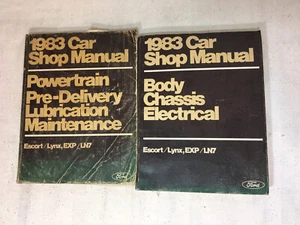 1983 Car
Shop Manual
Powertrain
Pre-Delivery
Lubrication
Maintenance
Escort/Lynx, EXP/LN7
Ford
1983 Car
Shop Manual
Body
Chassis
Electrical
Escort/Lynx, EXP/LN7
Ford